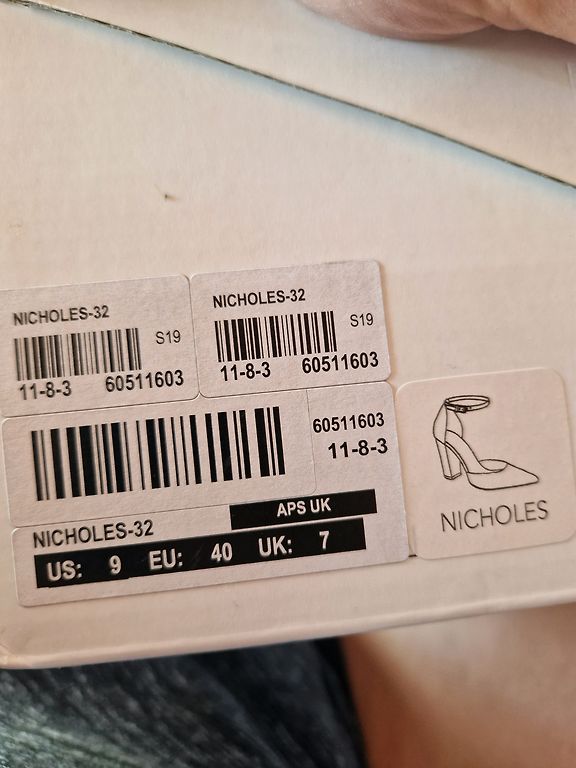 NICHOLES-32
S19
11-8-3 60511603
NICHOLES-32
S19
11-8-3 60511603
60511603
11-8-3
APS UK
NICHOLES-32
US: 9 EU: 40 UK: 7
NICHOLES